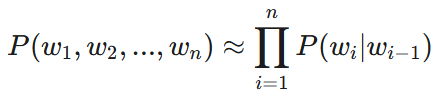 P(w_1, w_2, ..., w_n) ≈ ∏_{i=1}^{n} P(w_i|w_{i−1})